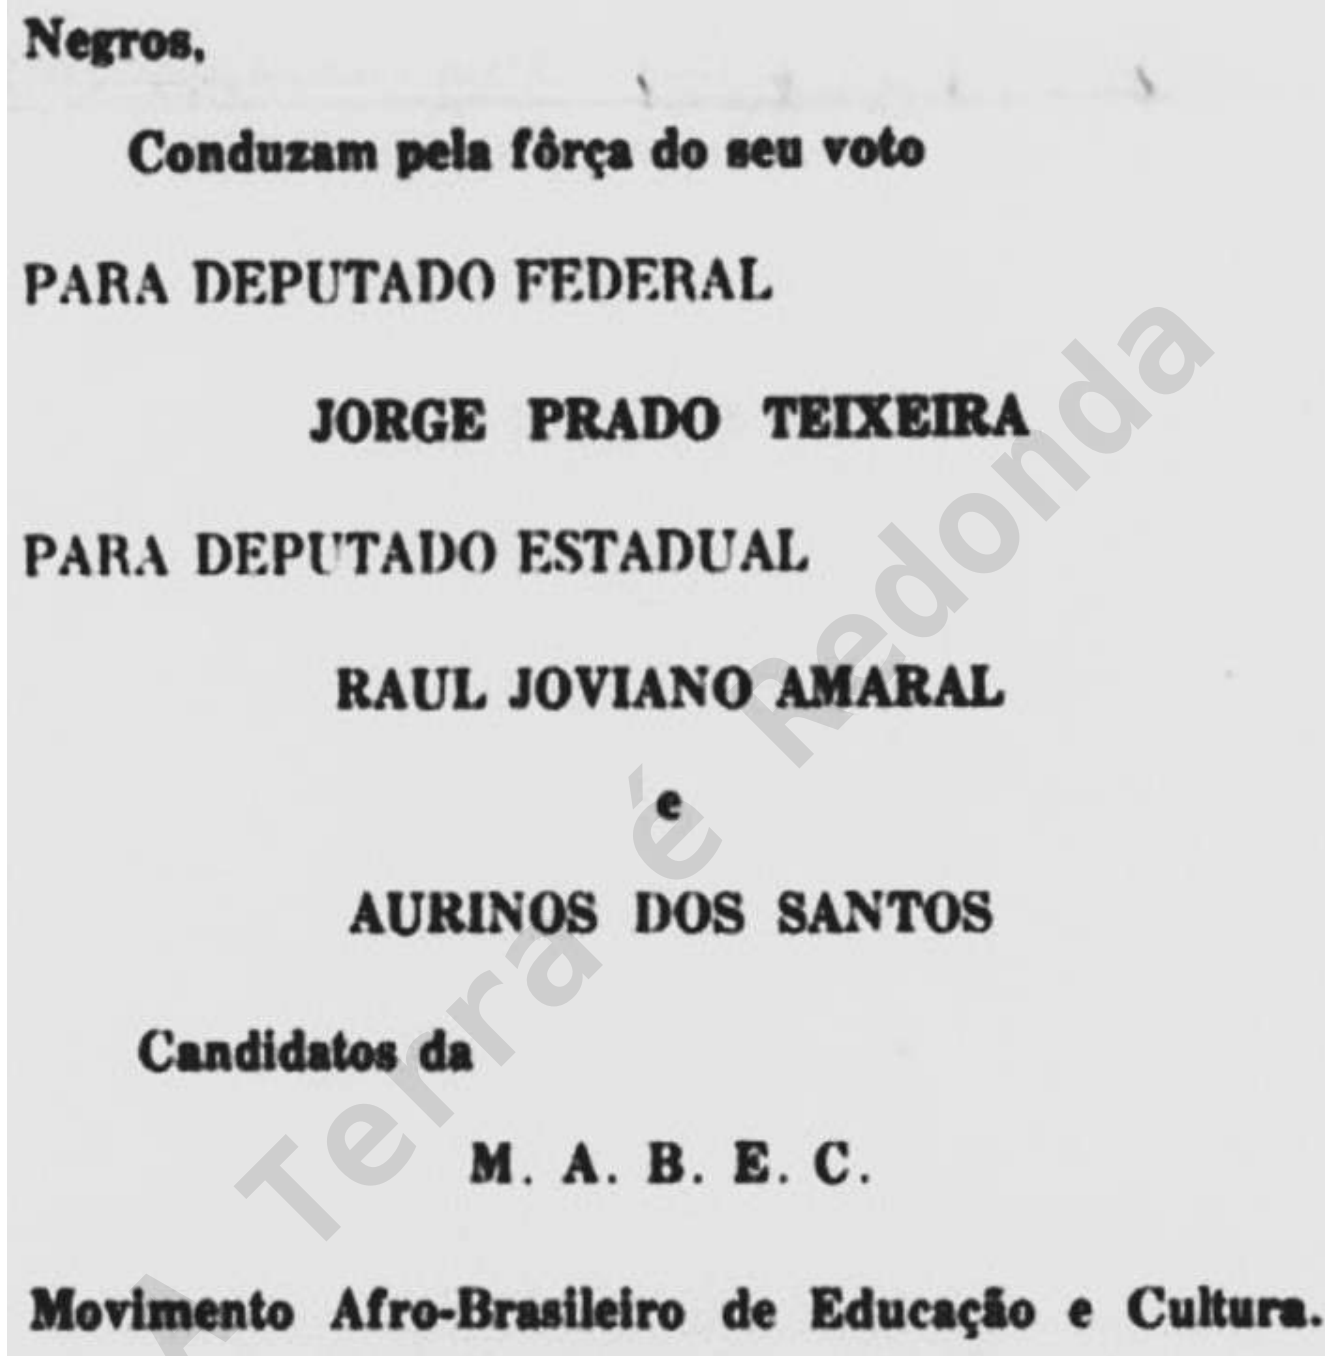 Negros,
Conduzam pela fôrça do seu voto
PARA DEPUTADO FEDERAL
JORGE PRADO TEIXEIRA
PARA DEPUTADO ESTADUAL
RAUL JOVIANO AMARAL
e
AURINOS DOS SANTOS
Candidatos da
M. A. B. E. C.
Movimento Afro-Brasileiro de Educação e Cultura.
A Terra é Redonda